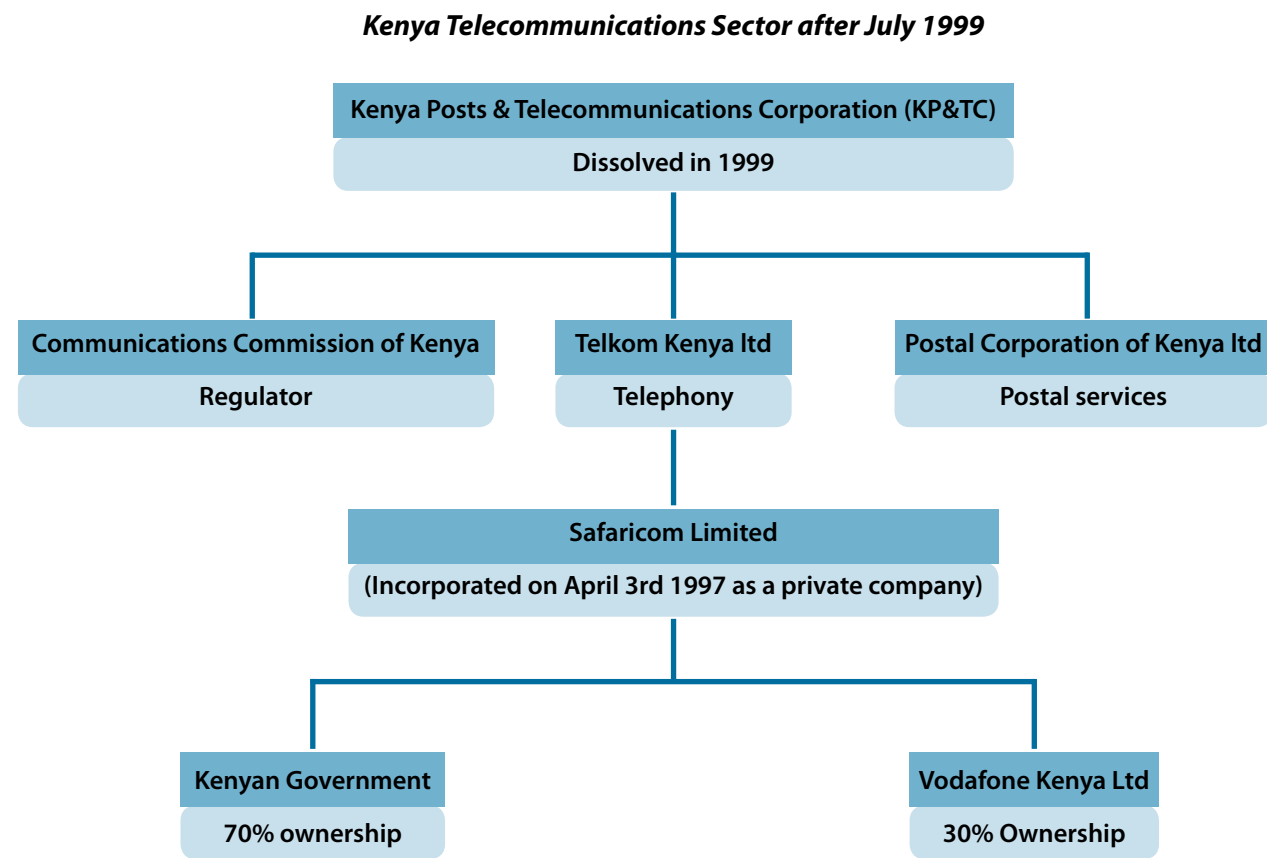 Kenya Telecommunications Sector after July 1999
Kenya Posts & Telecommunications Corporation (KP&TC)
Dissolved in 1999
Communications Commission of Kenya
Regulator
Telkom Kenya ltd
Telephony
Postal Corporation of Kenya ltd
Postal services
Safaricom Limited
(Incorporated on April 3rd 1997 as a private company)
Kenyan Government
70% ownership
Vodafone Kenya Ltd
30% Ownership